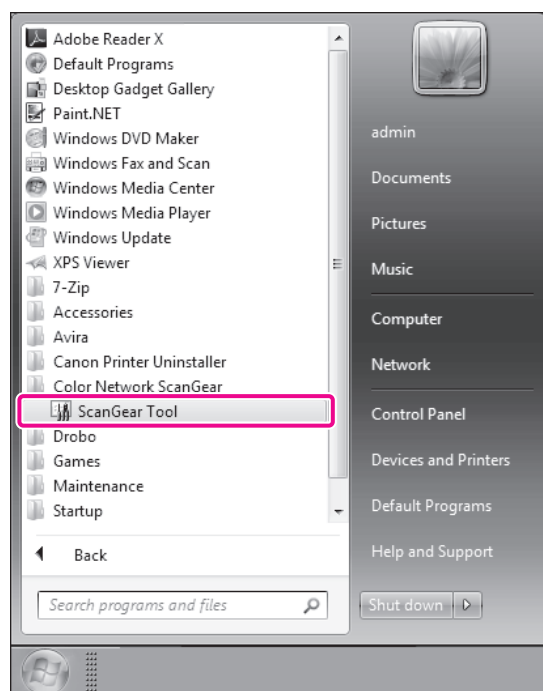 Adobe Reader X
Default Programs
Desktop Gadget Gallery
Paint.NET
Windows DVD Maker
Windows Fax and Scan
Windows Media Center
Windows Media Player
Windows Update
XPS Viewer
7-Zip
Accessories
Avira
Canon Printer Uninstaller
Color Network ScanGear
ScanGear Tool
Drobo
Games
Maintenance
Startup
Back
Search programs and files
admin
Documents
Pictures
Music
Computer
Network
Control Panel
Devices and Printers
Default Programs
Help and Support
Shut down